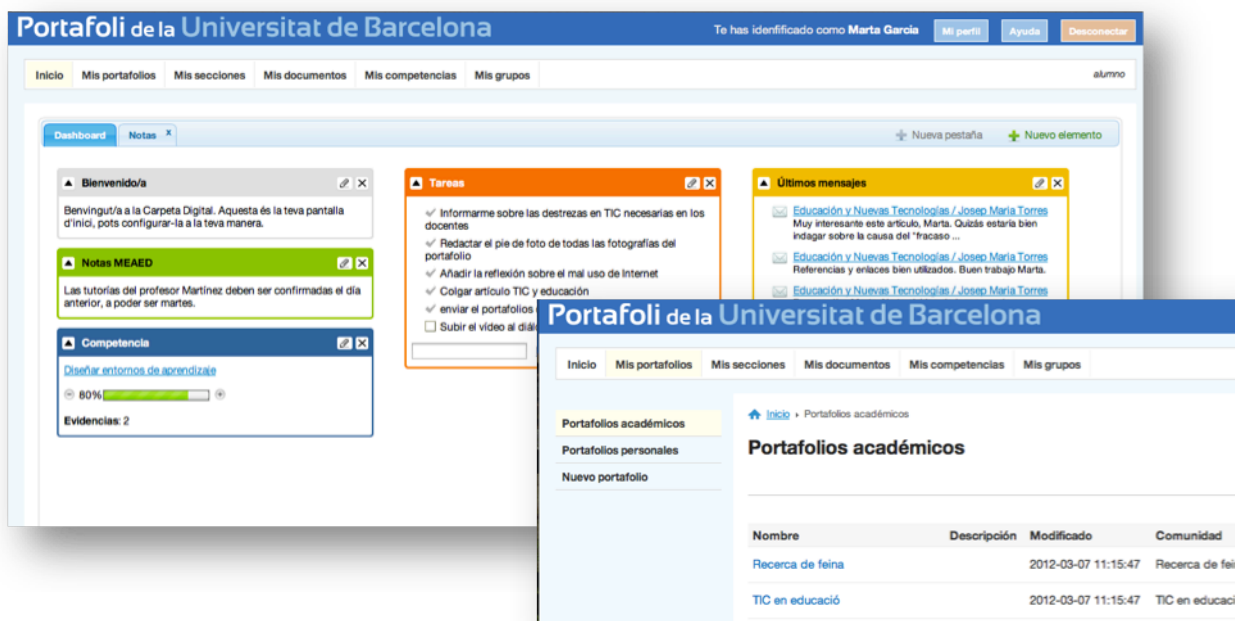 Portafoli de la Universitat de Barcelona
Te has idenfificado como Marta Garcia
Mi perfil
Ayuda
Desconectar
Inicio Mis portafolios Mis secciones Mis documentos Mis competencias Mis grupos
alumno
Dashboard
Notas x
Nueva pestaña
Nuevo elemento
Bienvenido/a
Benvingut/a a la Carpeta Digital. Aquesta és la teva pantalla
d'inici, pots configurar-la a la teva manera.
Notas MEAED
Las tutorías del profesor Martínez deben ser confirmadas el día
anterior, a poder ser martes.
Competencia
Diseñar entornos de aprendizaje
80%
Evidencias: 2
Tareas
Informarme sobre las destrezas en TIC necesarias en los
docentes
Redactar el pie de foto de todas las fotografías del
portafolio
Añadir la reflexión sobre el mal uso de Internet
Colgar artículo TIC y educación
enviar el portafolios
Subir el vídeo al
Últimos mensajes
Educación y Nuevas Tecnologías / Josep Maria Torres
Muy interesante este artículo, Marta. Quizás estaría bien
indagar sobre la causa del "fracaso ...
Educación y Nuevas Tecnologías / Josep Maria Torres
Referencias y enlaces bien utilizados. Buen trabajo Marta.
Educación y Nuevas Tecnologías / Josep Maria Torres
Portafoli de la Universitat de Barcelona
Inicio Mis portafolios Mis secciones Mis documentos Mis competencias Mis grupos
Portafolios académicos
Portafolios personales
Nuevo portafolio
Inicio Portafolios académicos
Portafolios académicos
Nombre Descripción Modificado Comunidad
Recerca de feina 2012-03-07 11:15:47 Recerca de
TIC en educació 2012-03-07 11:15:47 TIC en